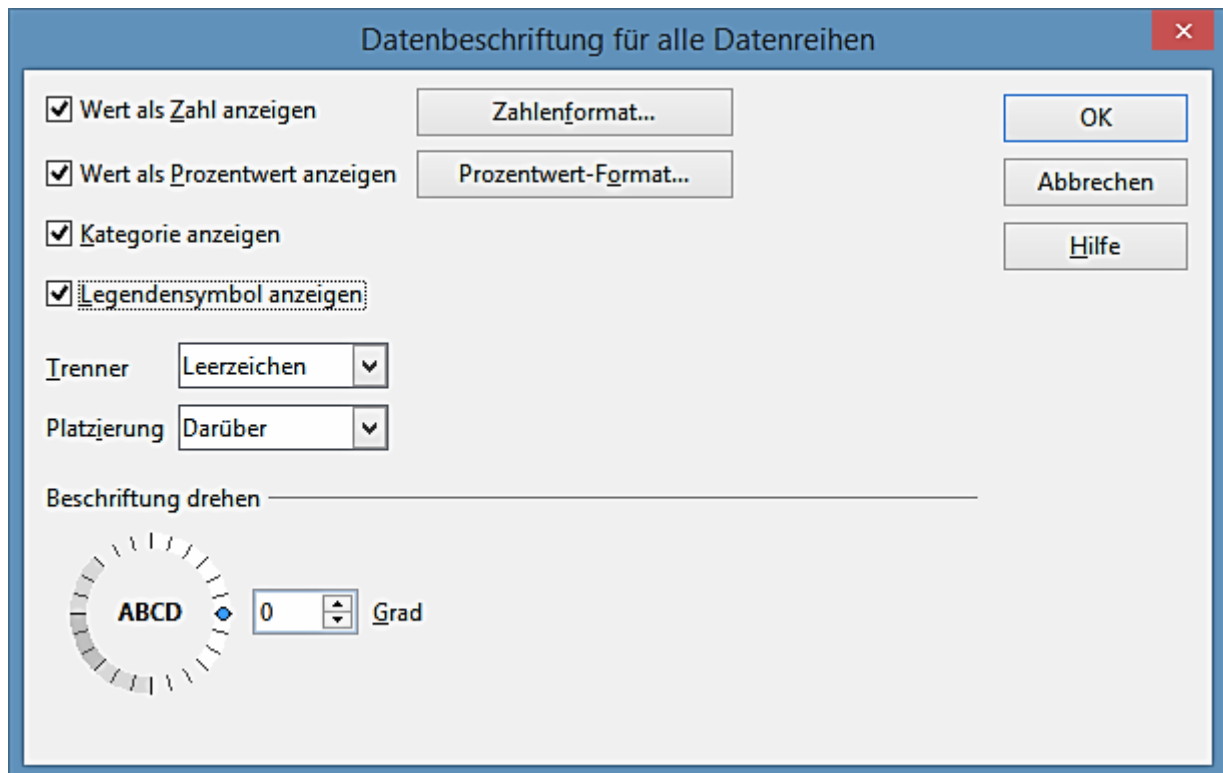 Datenbeschriftung für alle Datenreihen
Wert als Zahl anzeigen
Zahlenformat...
OK
Wert als Prozentwert anzeigen
Prozentwert-Format...
Abbrechen
Kategorie anzeigen
Hilfe
Legendensymbol anzeigen
Trenner
Leerzeichen
Platzierung
Darüber
Beschriftung drehen
ABCD
0
Grad